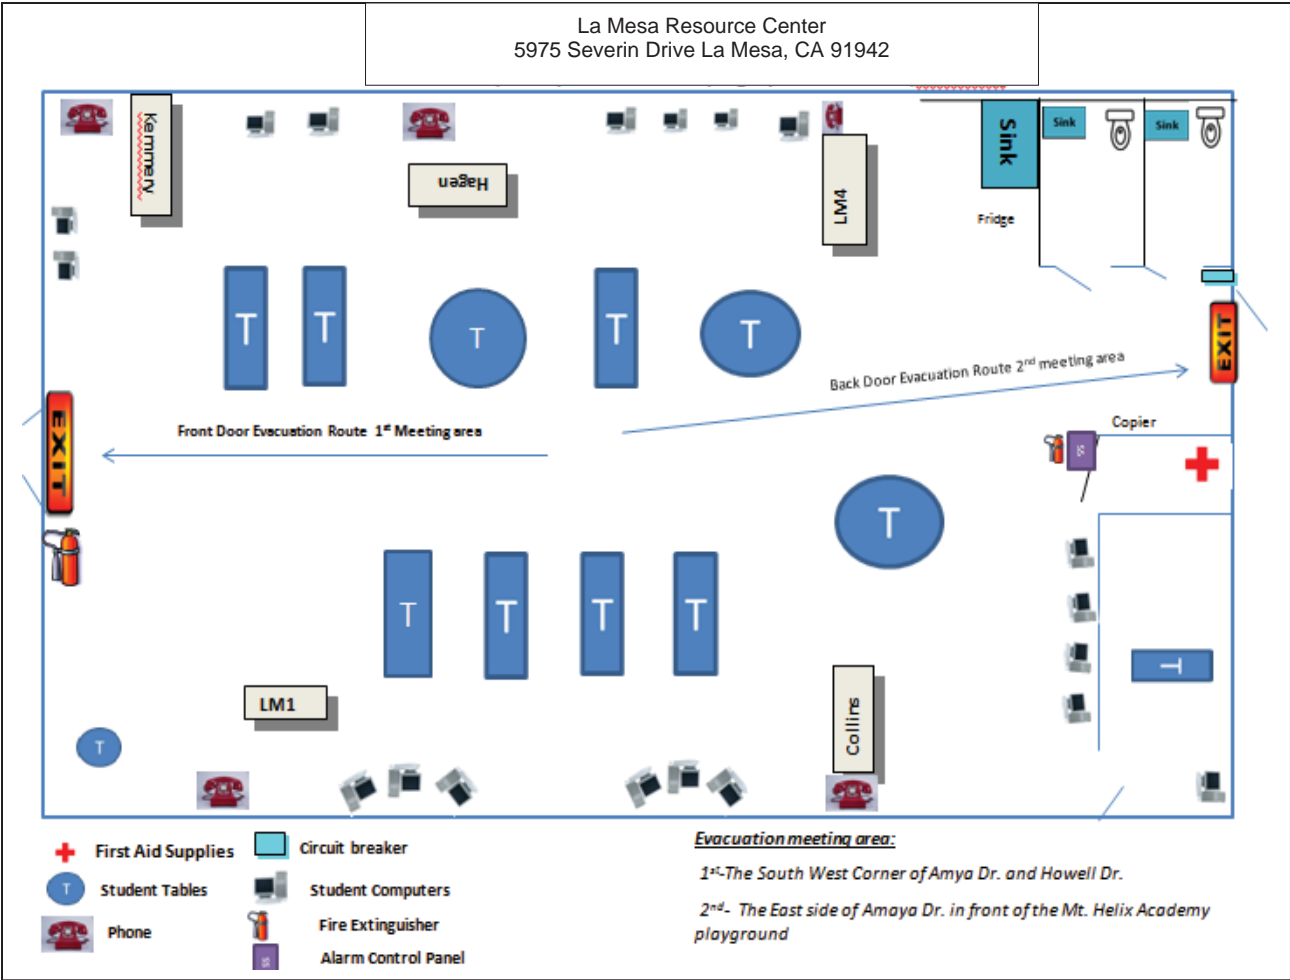 La Mesa Resource Center
5975 Severin Drive La Mesa, CA 91942
Kemmery
Hagen
LM4
Sink
Sink
Sink
Fridge
T
T
T
T
T
EXIT
Back Door Evacuation Route 2nd meeting area
Front Door Evacuation Route 1st Meeting area
EXIT
Copier
SS
T
T
T
T
T
T
LM1
Collins
T
First Aid Supplies
Circuit breaker
T
Student Tables
Student Computers
Phone
Fire Extinguisher
SS
Alarm Control Panel
Evacuation meeting area:
1st-The South West Corner of Amya Dr. and Howell Dr.
2nd- The East side of Amaya Dr. in front of the Mt. Helix Academy
playground